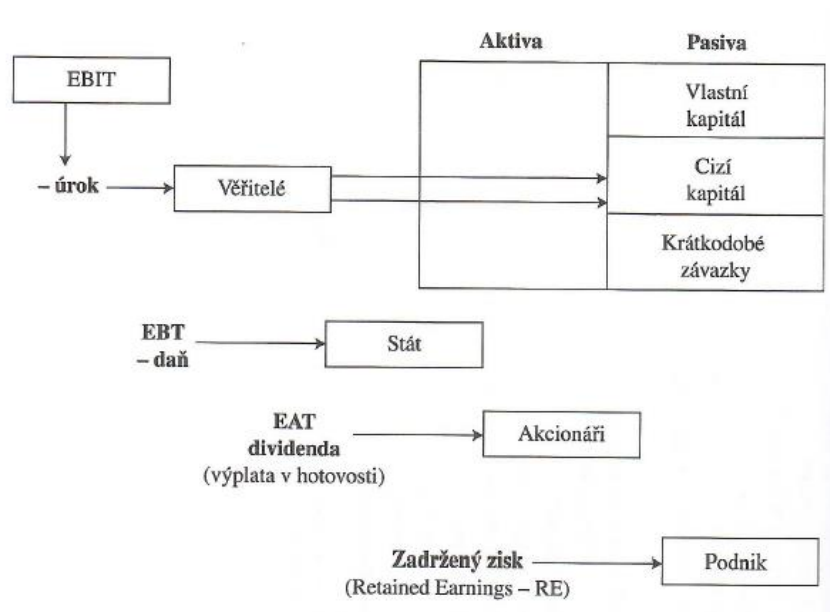 Aktiva
Pasiva
EBIT
Vlastní
kapitál
– úrok
Věřitelé
Cizí
kapitál
Krátkodobé
závazky
EBT
– daň
Stát
EAT
dividenda
(výplata v hotovosti)
Akcionáři
Zadržený zisk
(Retained Earnings – RE)
Podnik